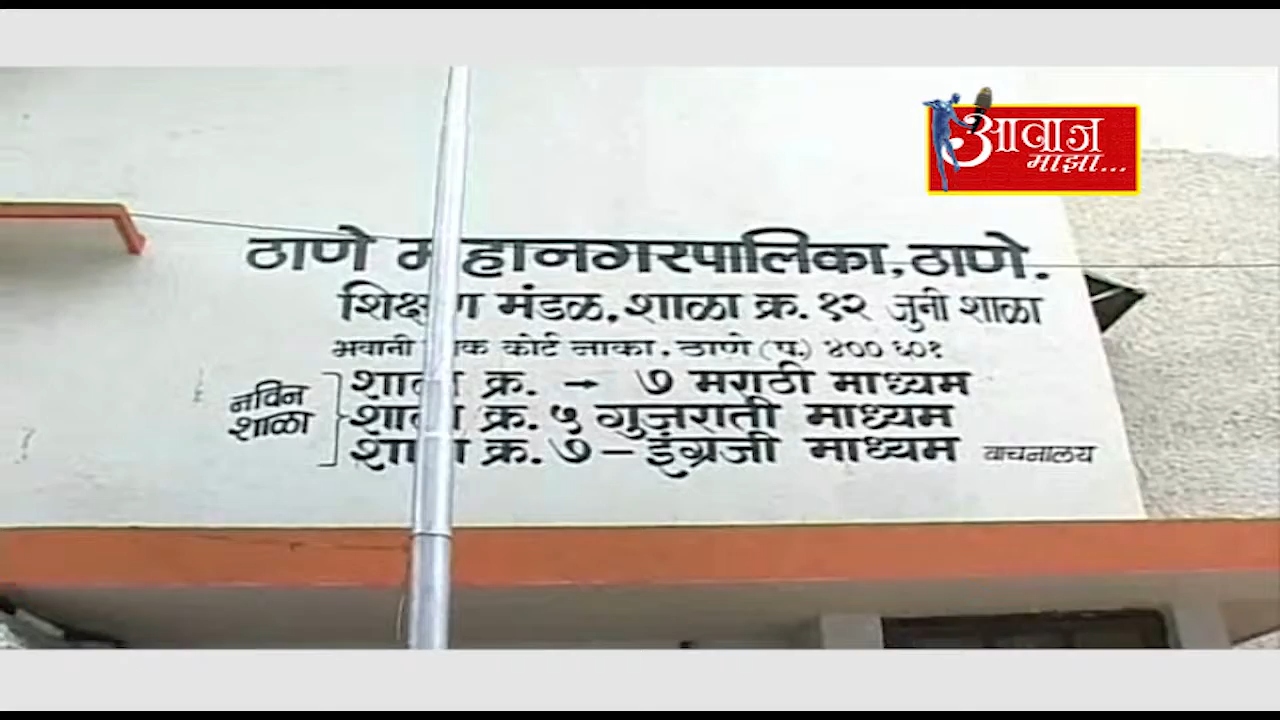 आवाज
माझा...
ठाणे महानगरपालिका, ठाणे.
शिक्षण मंडळ, शाळा क्र. १२ जुनी शाळा
भवानी कोर्ट नाका, ठाणे (प.) ४०० ६०१
नविन शाळा
शाळा क्र. → ७ मराठी माध्यम
शाळा क्र. ५ गुजराती माध्यम
शाळा क्र. ७ – इंग्रजी माध्यम वाचनालय